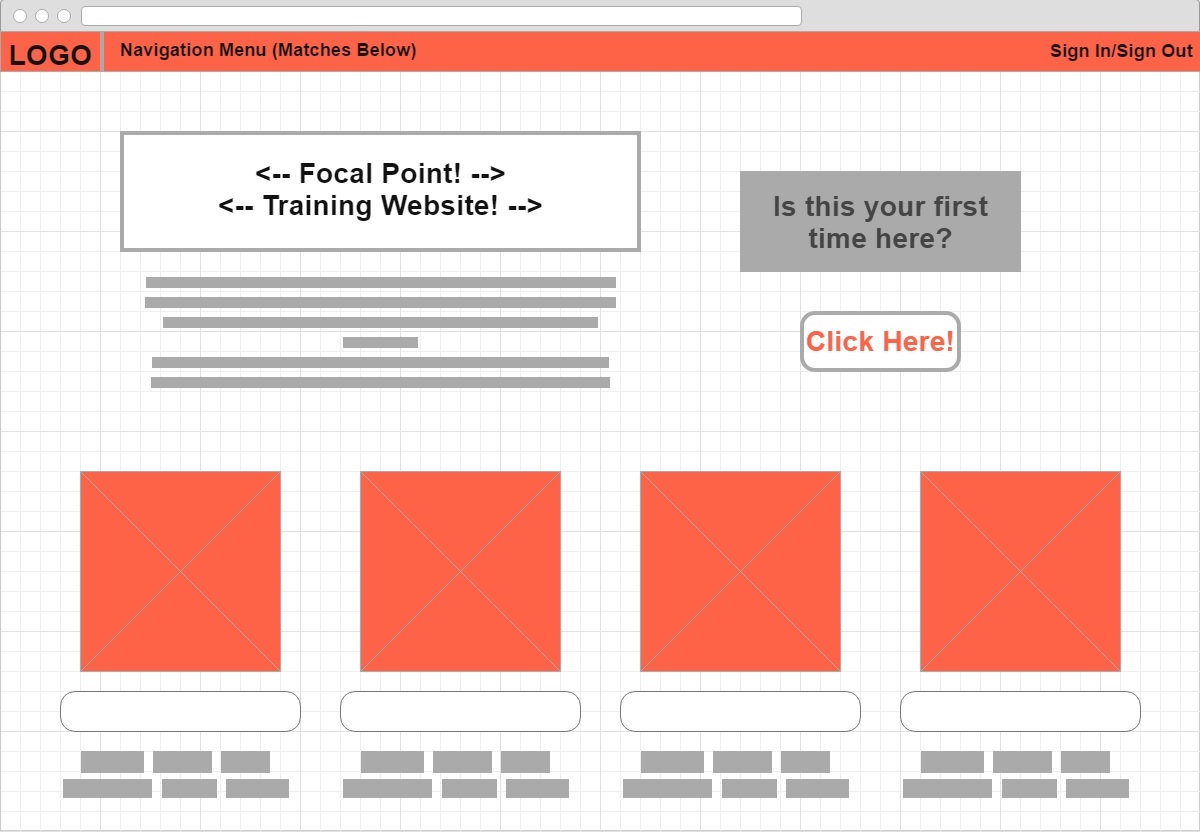 LOGO
Navigation Menu (Matches Below)
Sign In/Sign Out
<-- Focal Point! -->
<-- Training Website! -->
Is this your first
time here?
Click Here!